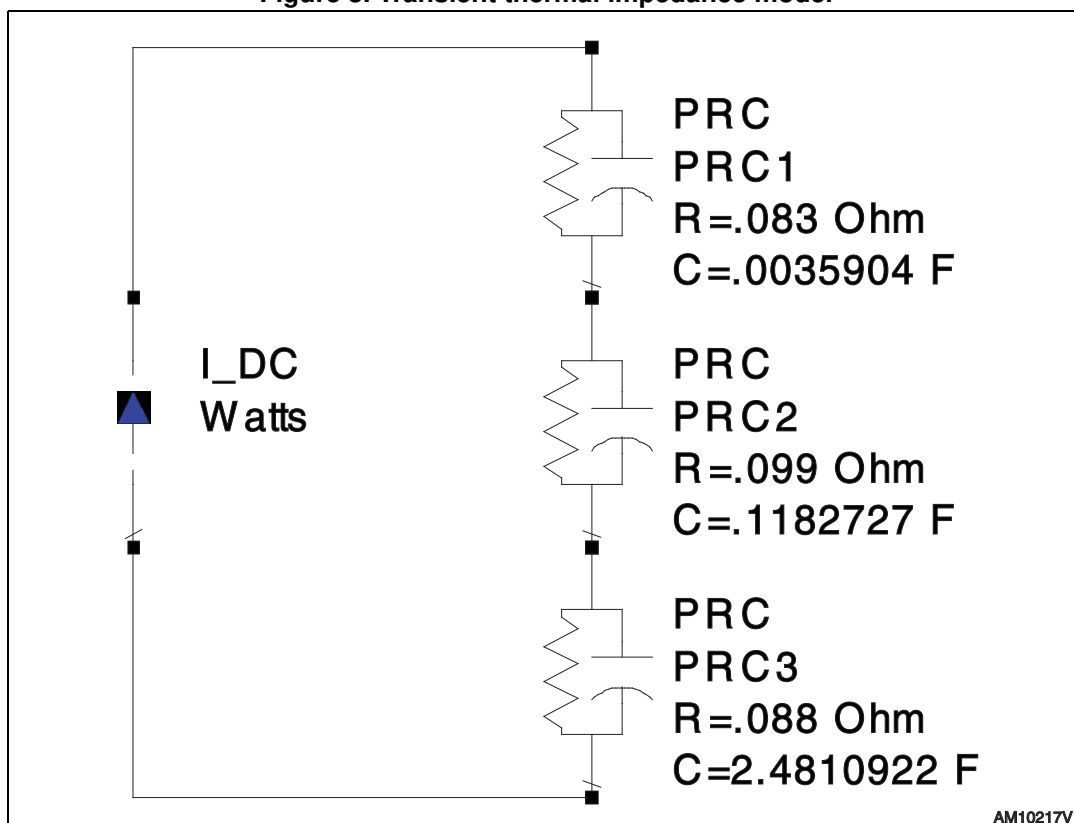 Figure 8. Transient thermal impedance model
PRC
PRC1
R=.083 Ohm
C=.0035904 F
I_DC
Watts
PRC
PRC2
R=.099 Ohm
C=.1182727 F
PRC
PRC3
R=.088 Ohm
C=2.4810922 F
AM10217V